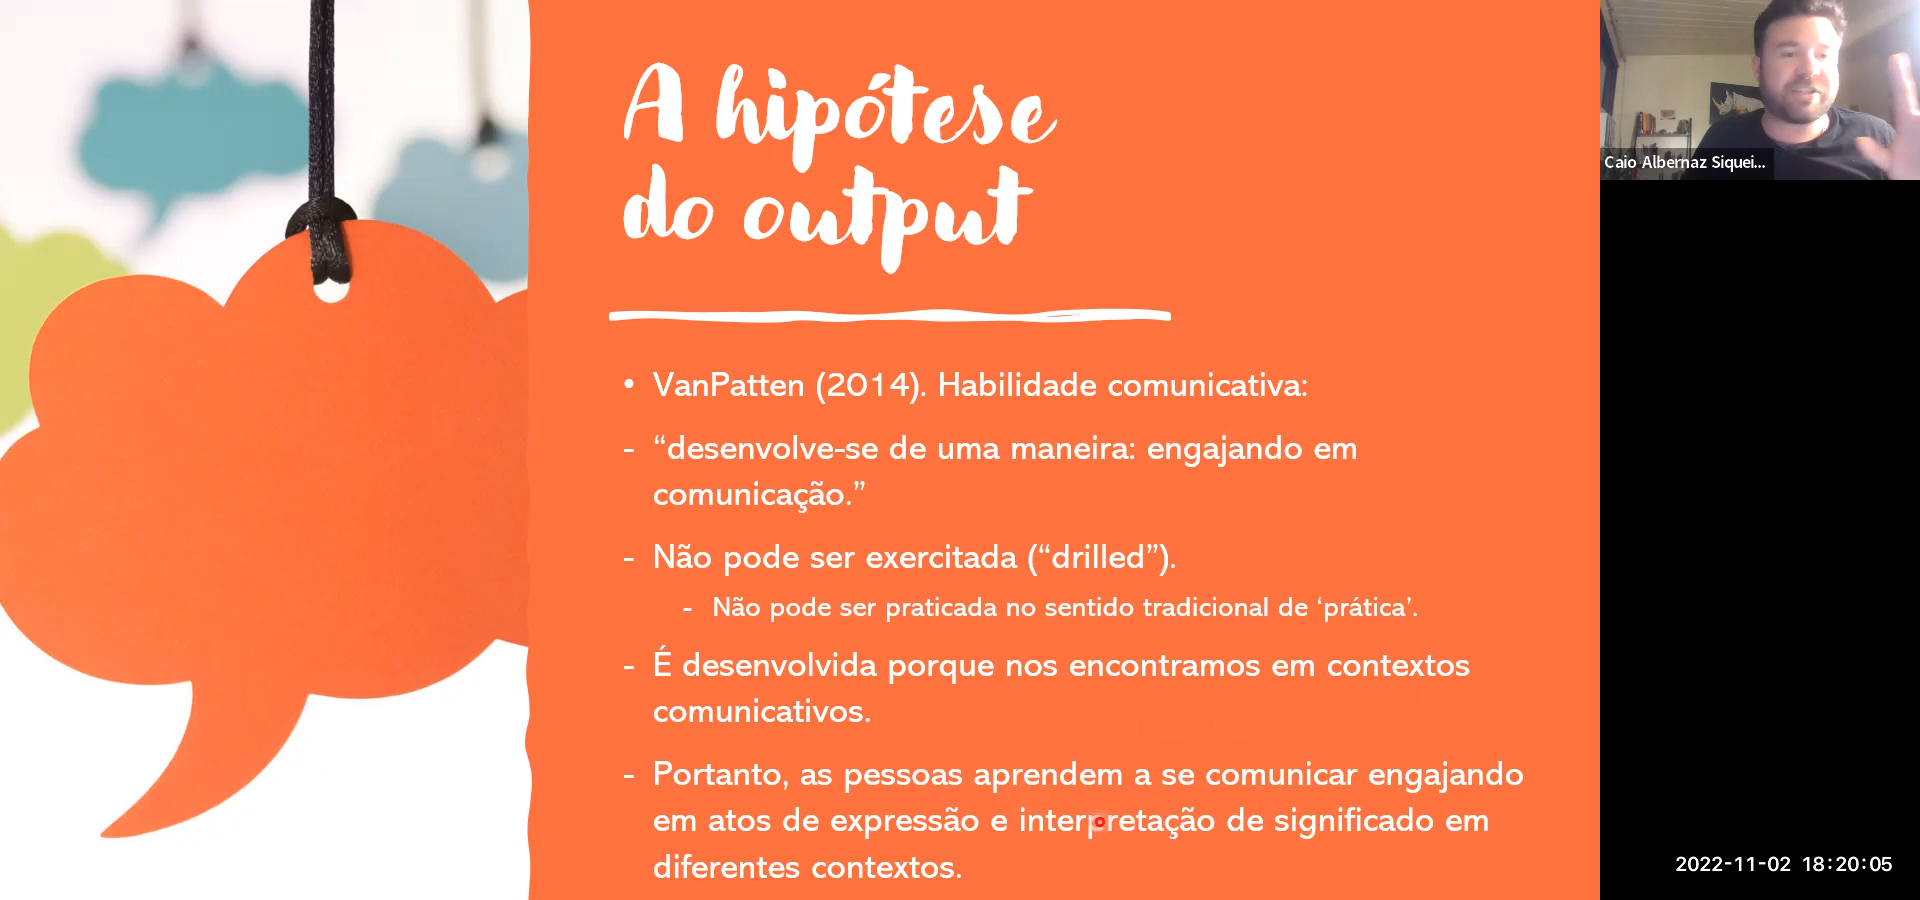 A hipótese
do output
• VanPatten (2014). Habilidade comunicativa:
- “desenvolve-se de uma maneira: engajando em
comunicação.”
- Não pode ser exercitada (“drilled”).
- Não pode ser praticada no sentido tradicional de ‘prática’.
- É desenvolvida porque nos encontramos em contextos
comunicativos.
- Portanto, as pessoas aprendem a se comunicar engajando
em atos de expressão e interpretação de significado em
diferentes contextos.
Caio Albernaz Siquei...
2022-11-02 18:20:05